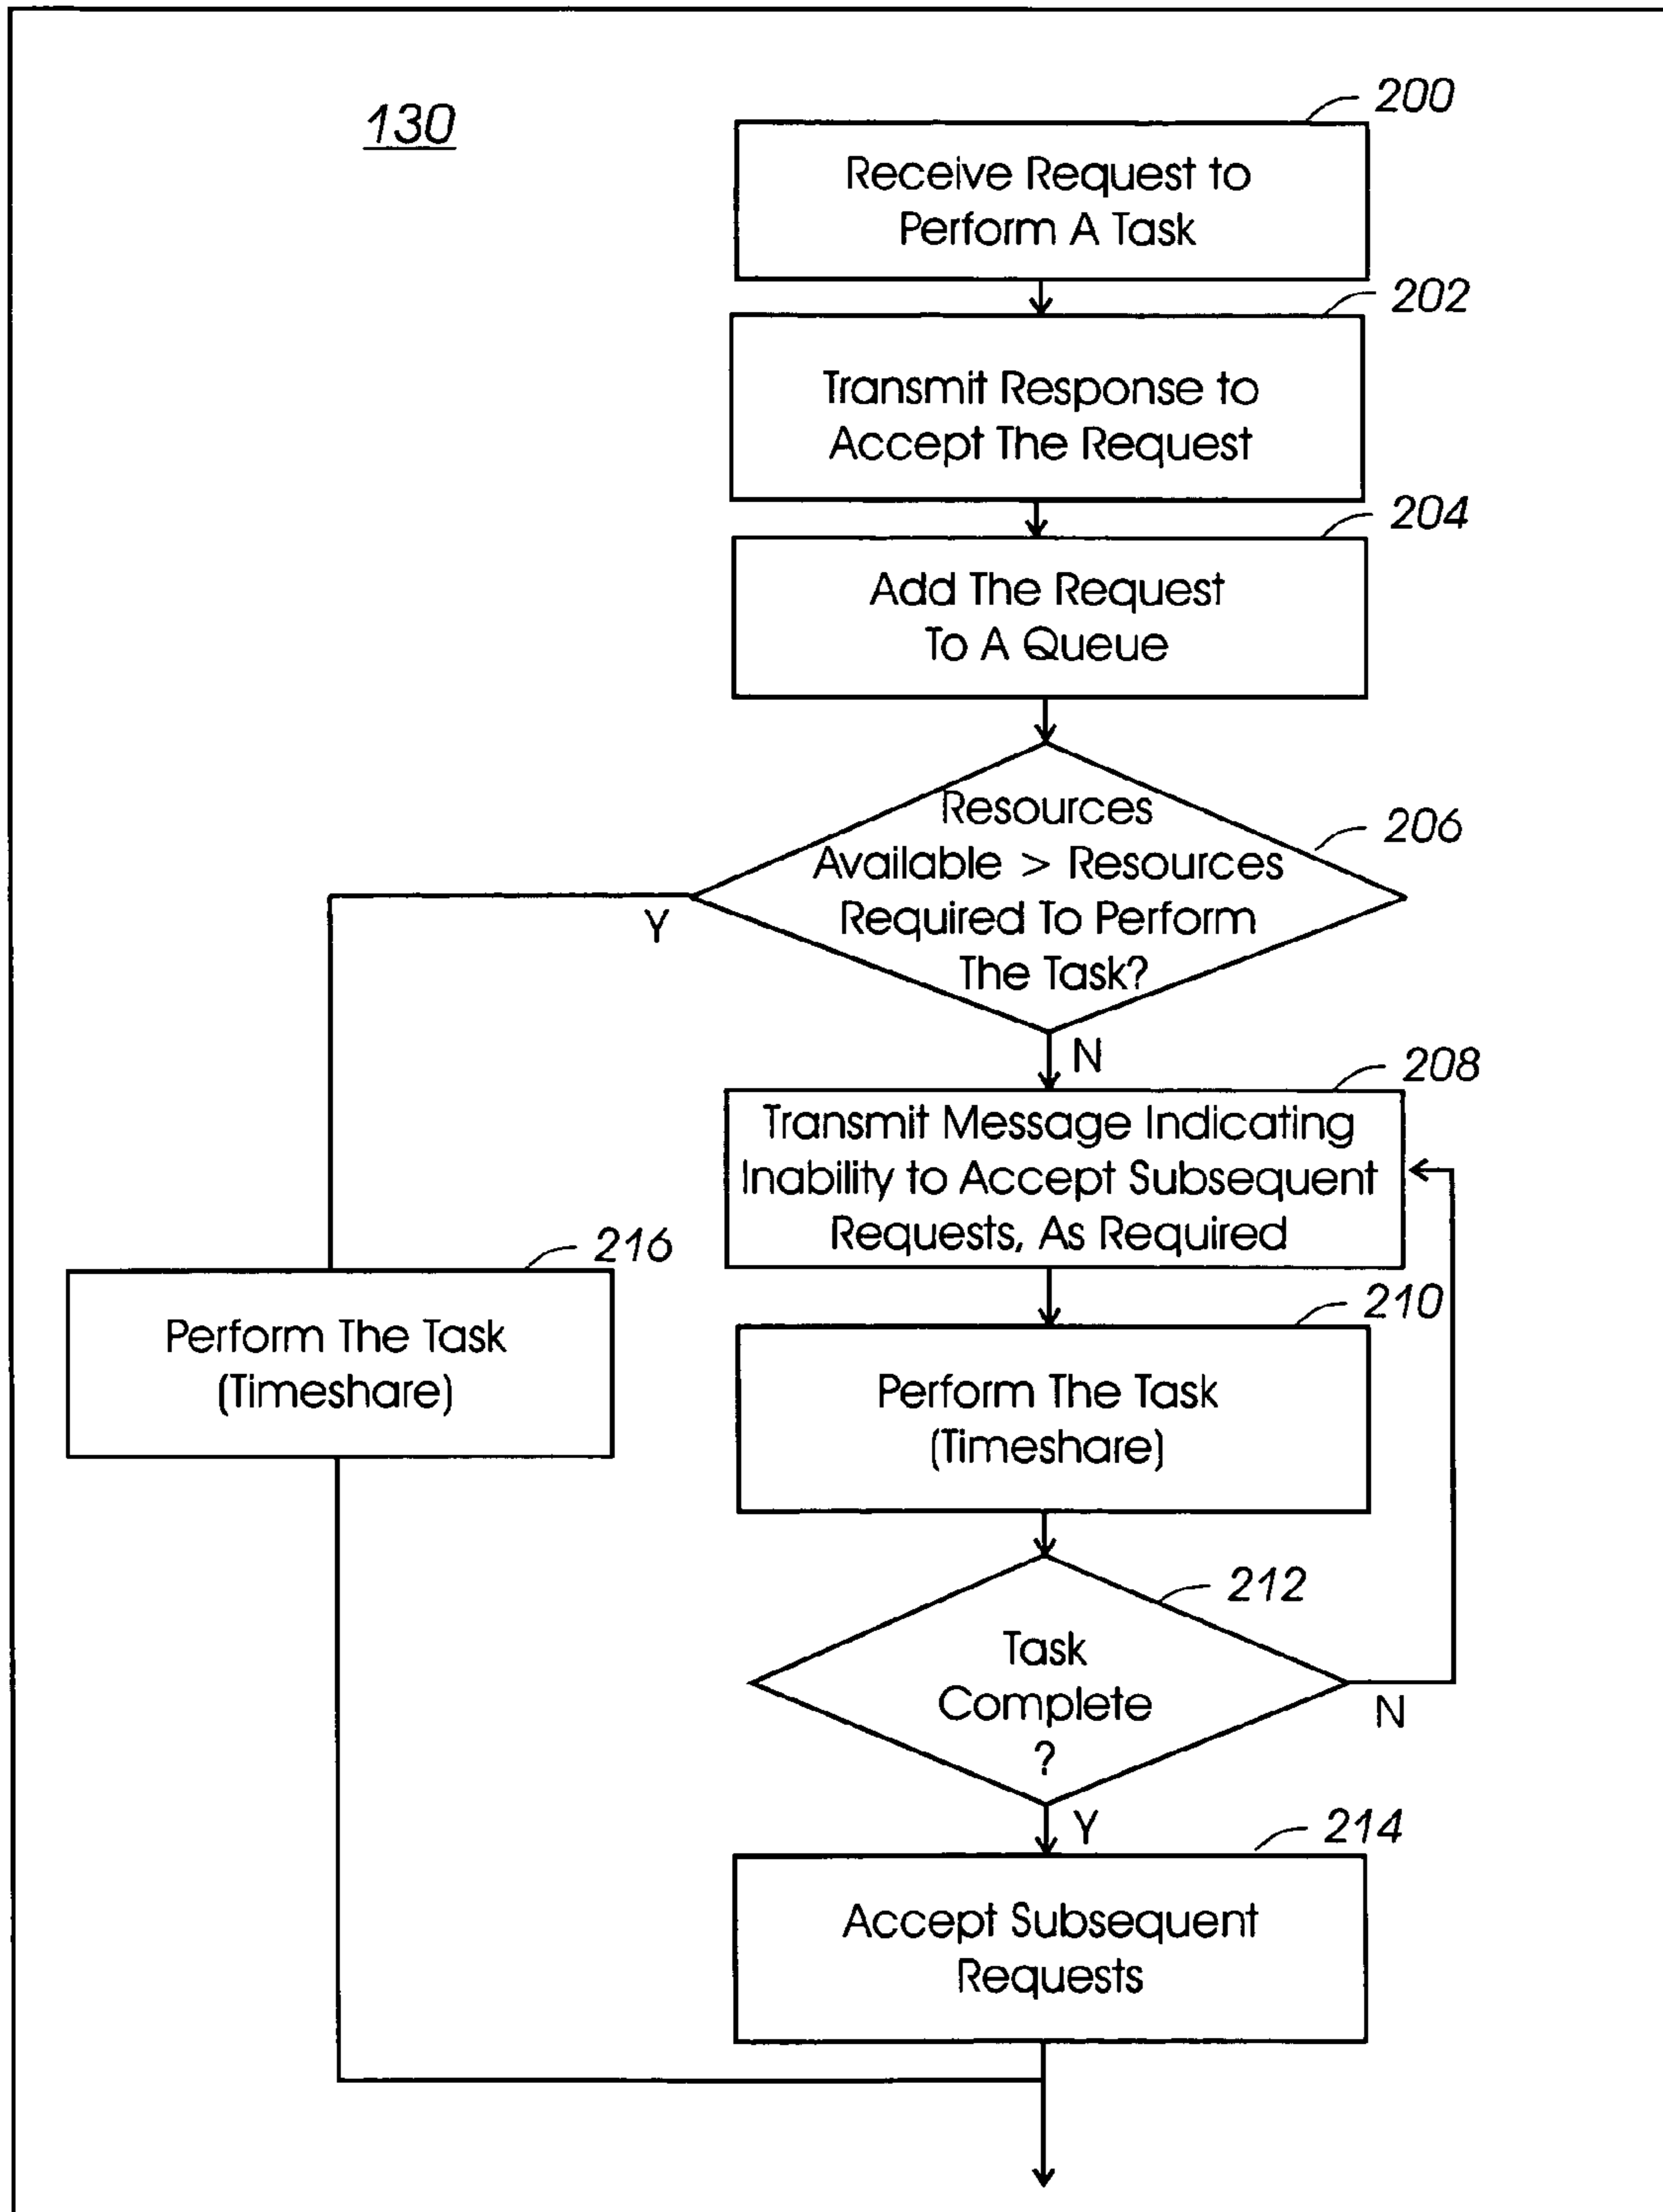 130
200
Receive Request to
Perform A Task
202
Transmit Response to
Accept The Request
204
Add The Request
To A Queue
206
Resources
Available > Resources
Required To Perform
The Task?
Y
N
208
Transmit Message Indicating
Inability to Accept Subsequent
Requests, As Required
216
Perform The Task
(Timeshare)
210
Perform The Task
(Timeshare)
212
Task
Complete
?
N
Y
214
Accept Subsequent
Requests